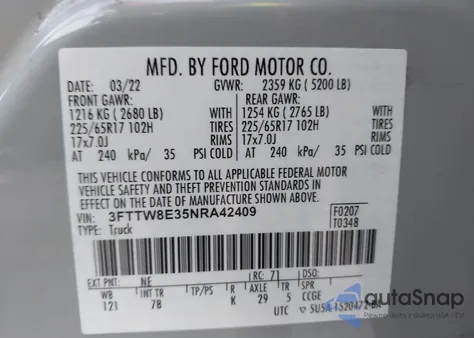 MFD. BY FORD MOTOR CO.
DATE: 03/22 GVWR: 2359 KG ( 5200 LB)
FRONT GAWR: REAR GAWR:
1216 KG ( 2680 LB) WITH 1254 KG ( 2765 LB) WITH
225/65R17 102H TIRES 225/65R17 102H TIRES
17x7.0J RIMS 17x7.0J RIMS
AT 240 kPa/ 35 PSI COLD AT 240 kPa/ 35 PSI COLD
THIS VEHICLE CONFORMS TO ALL APPLICABLE FEDERAL MOTOR
VEHICLE SAFETY AND THEFT PREVENTION STANDARDS IN
EFFECT ON THE DATE OF MANUFACTURE SHOWN ABOVE.
VIN: 3FTTW8E35NRA42409 F0207
TYPE: Truck T0348
EXT PNT: NE RC: 71 DSO:
WB INT TR TP/PS R AXLE TR SPR
121 7B K 29 5 CCGE
UTC
autoSnap